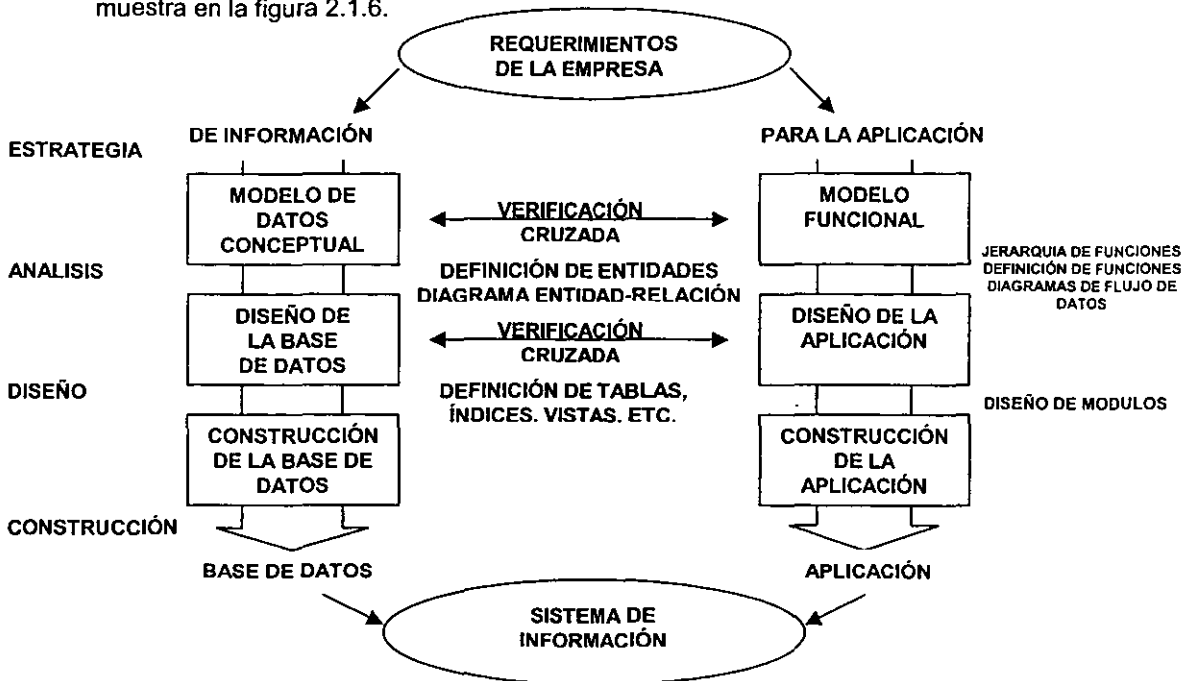 muestra en la figura 2.1.6.
REQUERIMIENTOS
DE LA EMPRESA
ESTRATEGIA
DE INFORMACIÓN
PARA LA APLICACIÓN
MODELO DE
DATOS
CONCEPTUAL
VERIFICACIÓN
CRUZADA
MODELO
FUNCIONAL
ANALISIS
DEFINICIÓN DE ENTIDADES
DIAGRAMA ENTIDAD-RELACIÓN
JERARQUIA DE FUNCIONES
DEFINICIÓN DE FUNCIONES
DIAGRAMAS DE FLUJO DE
DATOS
DISEÑO DE
LA BASE
DE DATOS
VERIFICACIÓN
CRUZADA
DISEÑO DE LA
APLICACIÓN
DISEÑO
DEFINICIÓN DE TABLAS,
ÍNDICES. VISTAS. ETC.
DISEÑO DE MODULOS
CONSTRUCCIÓN
DE LA BASE DE
DATOS
CONSTRUCCIÓN
DE LA
APLICACIÓN
CONSTRUCCIÓN
BASE DE DATOS
APLICACIÓN
SISTEMA DE
INFORMACIÓN